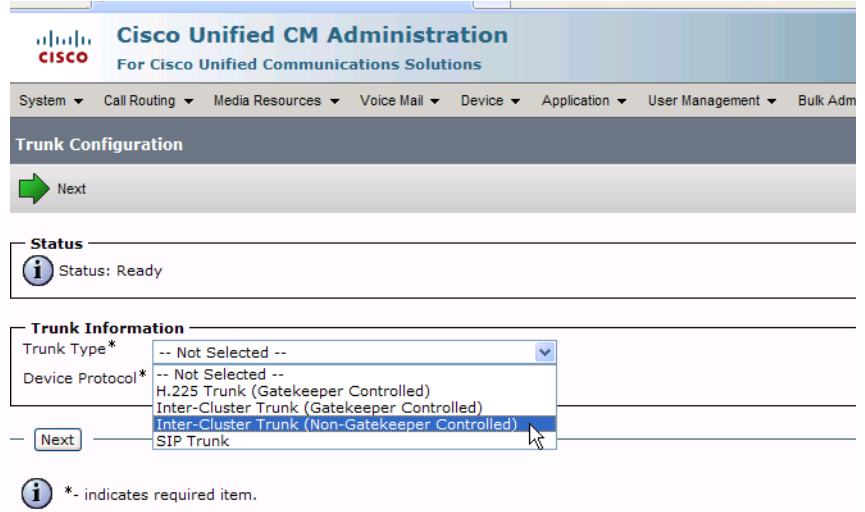 Cisco Unified CM Administration
CISCO
For Cisco Unified Communications Solutions
System Call Routing Media Resources Voice Mail Device Application User Management Bulk Adm
Trunk Configuration
Next
Status
i Status: Ready
Trunk Information
Trunk Type* -- Not Selected --
Device Protocol* -- Not Selected --
H.225 Trunk (Gatekeeper Controlled)
Inter-Cluster Trunk (Gatekeeper Controlled)
Inter-Cluster Trunk (Non-Gatekeeper Controlled)
Next SIP Trunk
i *- indicates required item.